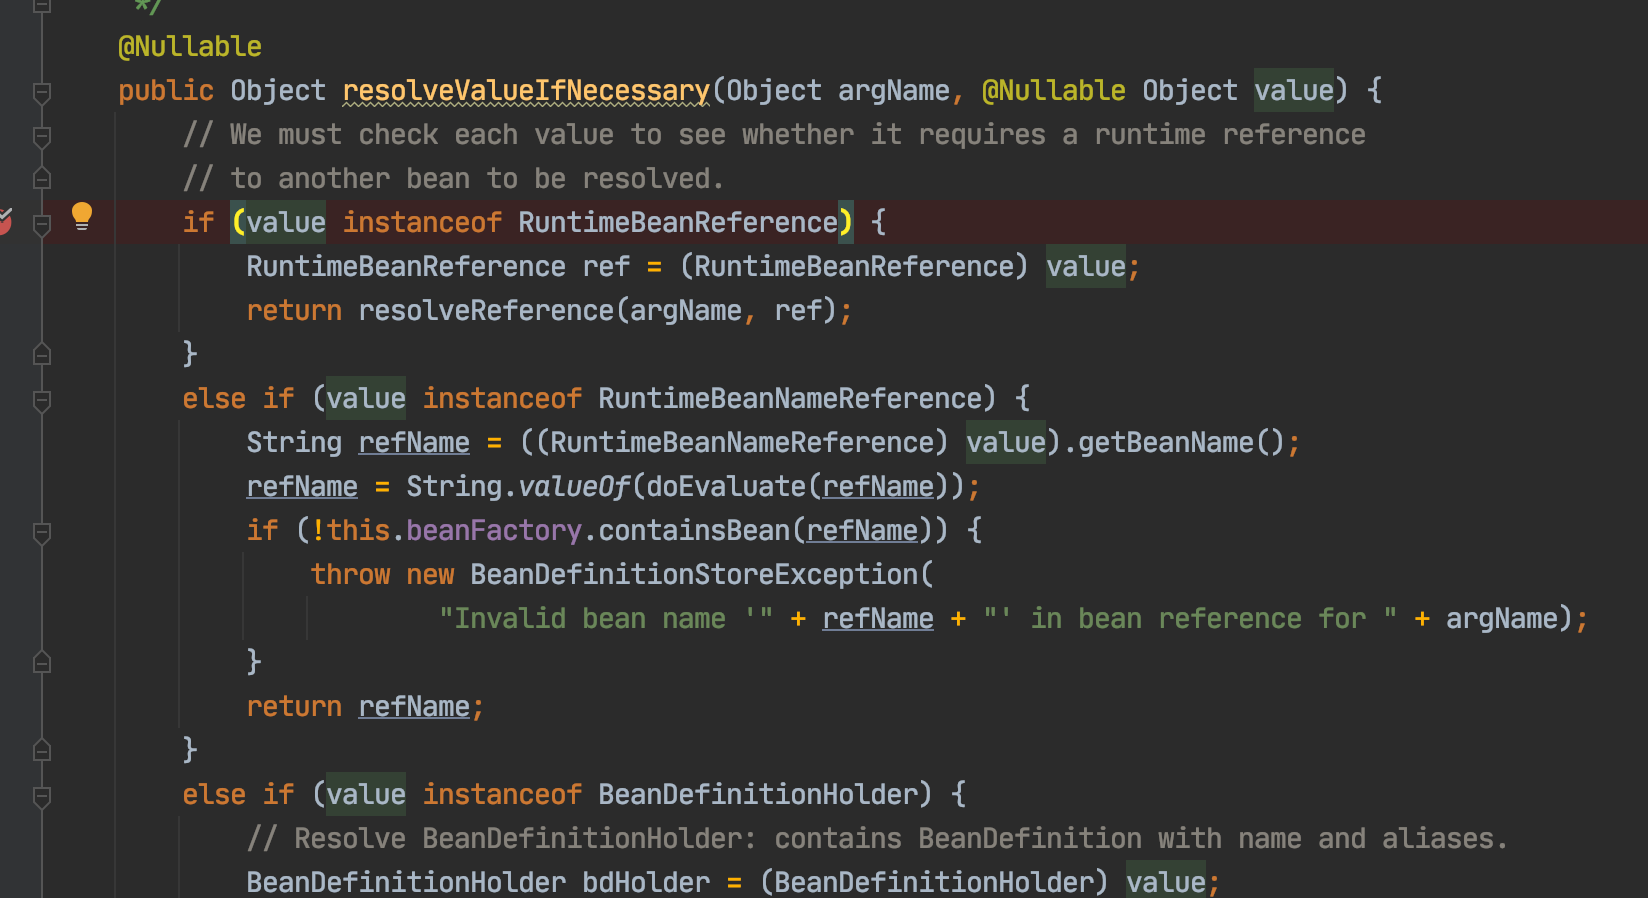 */
@Nullable
public Object resolveValueIfNecessary(Object argName, @Nullable Object value) {
// We must check each value to see whether it requires a runtime reference
// to another bean to be resolved.
if (value instanceof RuntimeBeanReference) {
RuntimeBeanReference ref = (RuntimeBeanReference) value;
return resolveReference(argName, ref);
}
else if (value instanceof RuntimeBeanNameReference) {
String refName = ((RuntimeBeanNameReference) value).getBeanName();
refName = String.valueOf(doEvaluate(refName));
if (!this.beanFactory.containsBean(refName)) {
throw new BeanDefinitionStoreException(
"Invalid bean name '" + refName + "' in bean reference for " + argName);
}
return refName;
}
else if (value instanceof BeanDefinitionHolder) {
// Resolve BeanDefinitionHolder: contains BeanDefinition with name and aliases.
BeanDefinitionHolder bdHolder = (BeanDefinitionHolder) value;